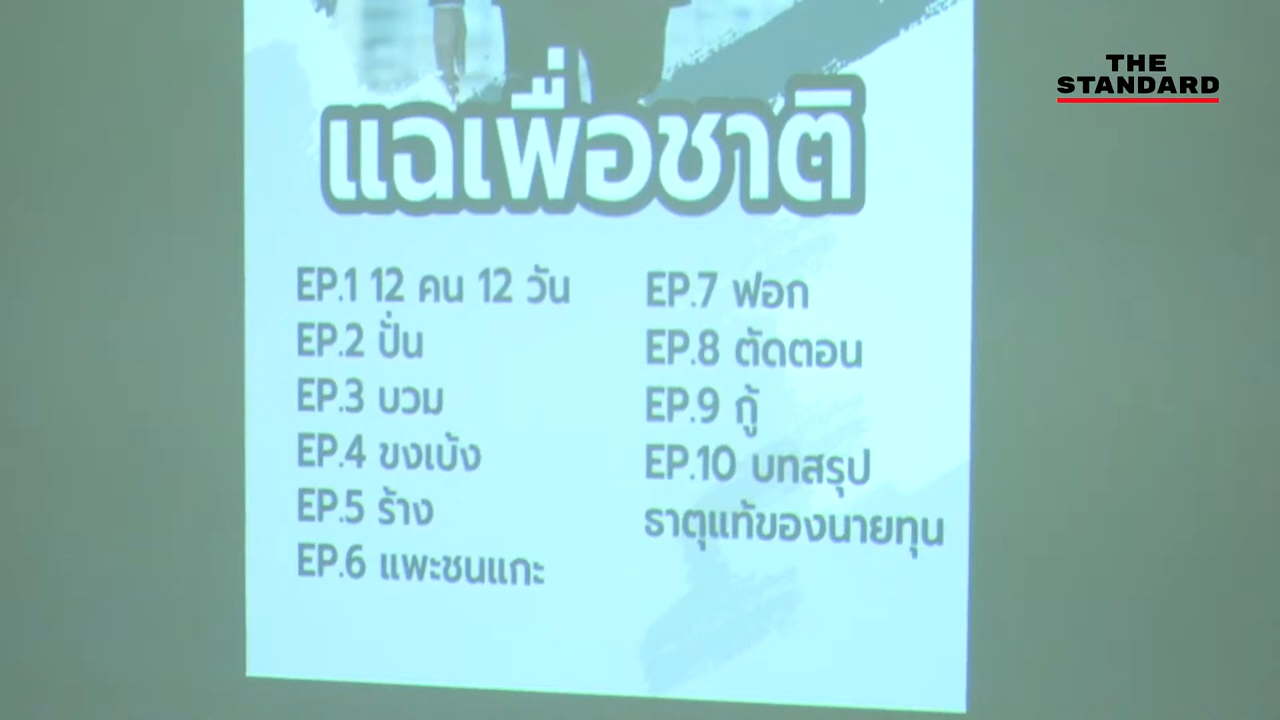 THE
STANDARD
แฉเพื่อชาติ
EP.1 12 คน 12 วัน
EP.2 ปั่น
EP.3 บวม
EP.4 ขงเบ้ง
EP.5 ร้าง
EP.6 แพะชนแกะ
EP.7 ฟอก
EP.8 ตัดตอน
EP.9 กู้
EP.10 บทสรุป
ธาตุแท้ของนายทุน